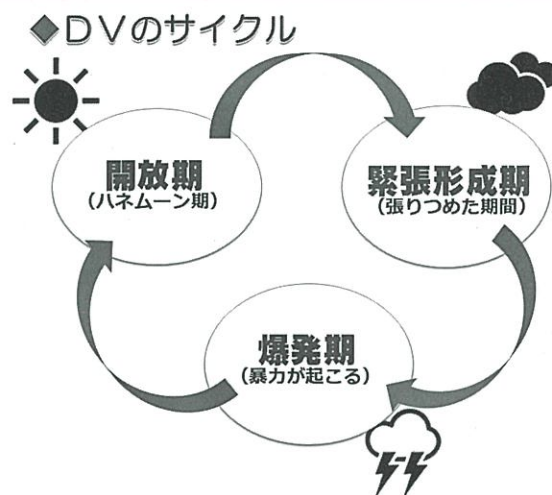 ◆DVのサイクル
開放期
(ハネムーン期)
緊張形成期
(張りつめた期間)
爆発期
(暴力が起こる)